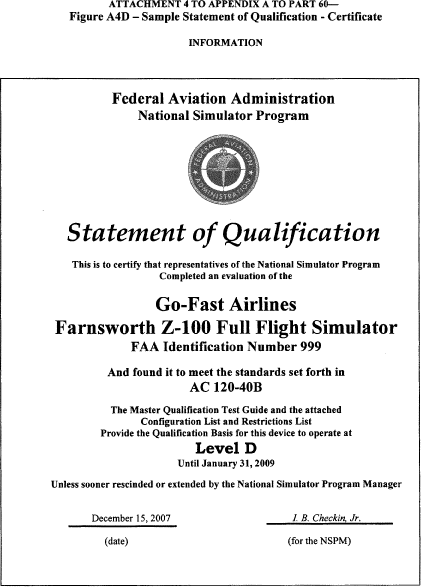 ATTACHMENT 4 TO APPENDIX A TO PART 60—
Figure A4D – Sample Statement of Qualification - Certificate
INFORMATION
Federal Aviation Administration
National Simulator Program
FEDERAL AVIATION
ADMINISTRATION
Statement of Qualification
This is to certify that representatives of the National Simulator Program
Completed an evaluation of the
Go-Fast Airlines
Farnsworth Z-100 Full Flight Simulator
FAA Identification Number 999
And found it to meet the standards set forth in
AC 120-40B
The Master Qualification Test Guide and the attached
Configuration List and Restrictions List
Provide the Qualification Basis for this device to operate at
Level D
Until January 31, 2009
Unless sooner rescinded or extended by the National Simulator Program Manager
December 15, 2007 I. B. Checkin, Jr.
(date) (for the NSPM)